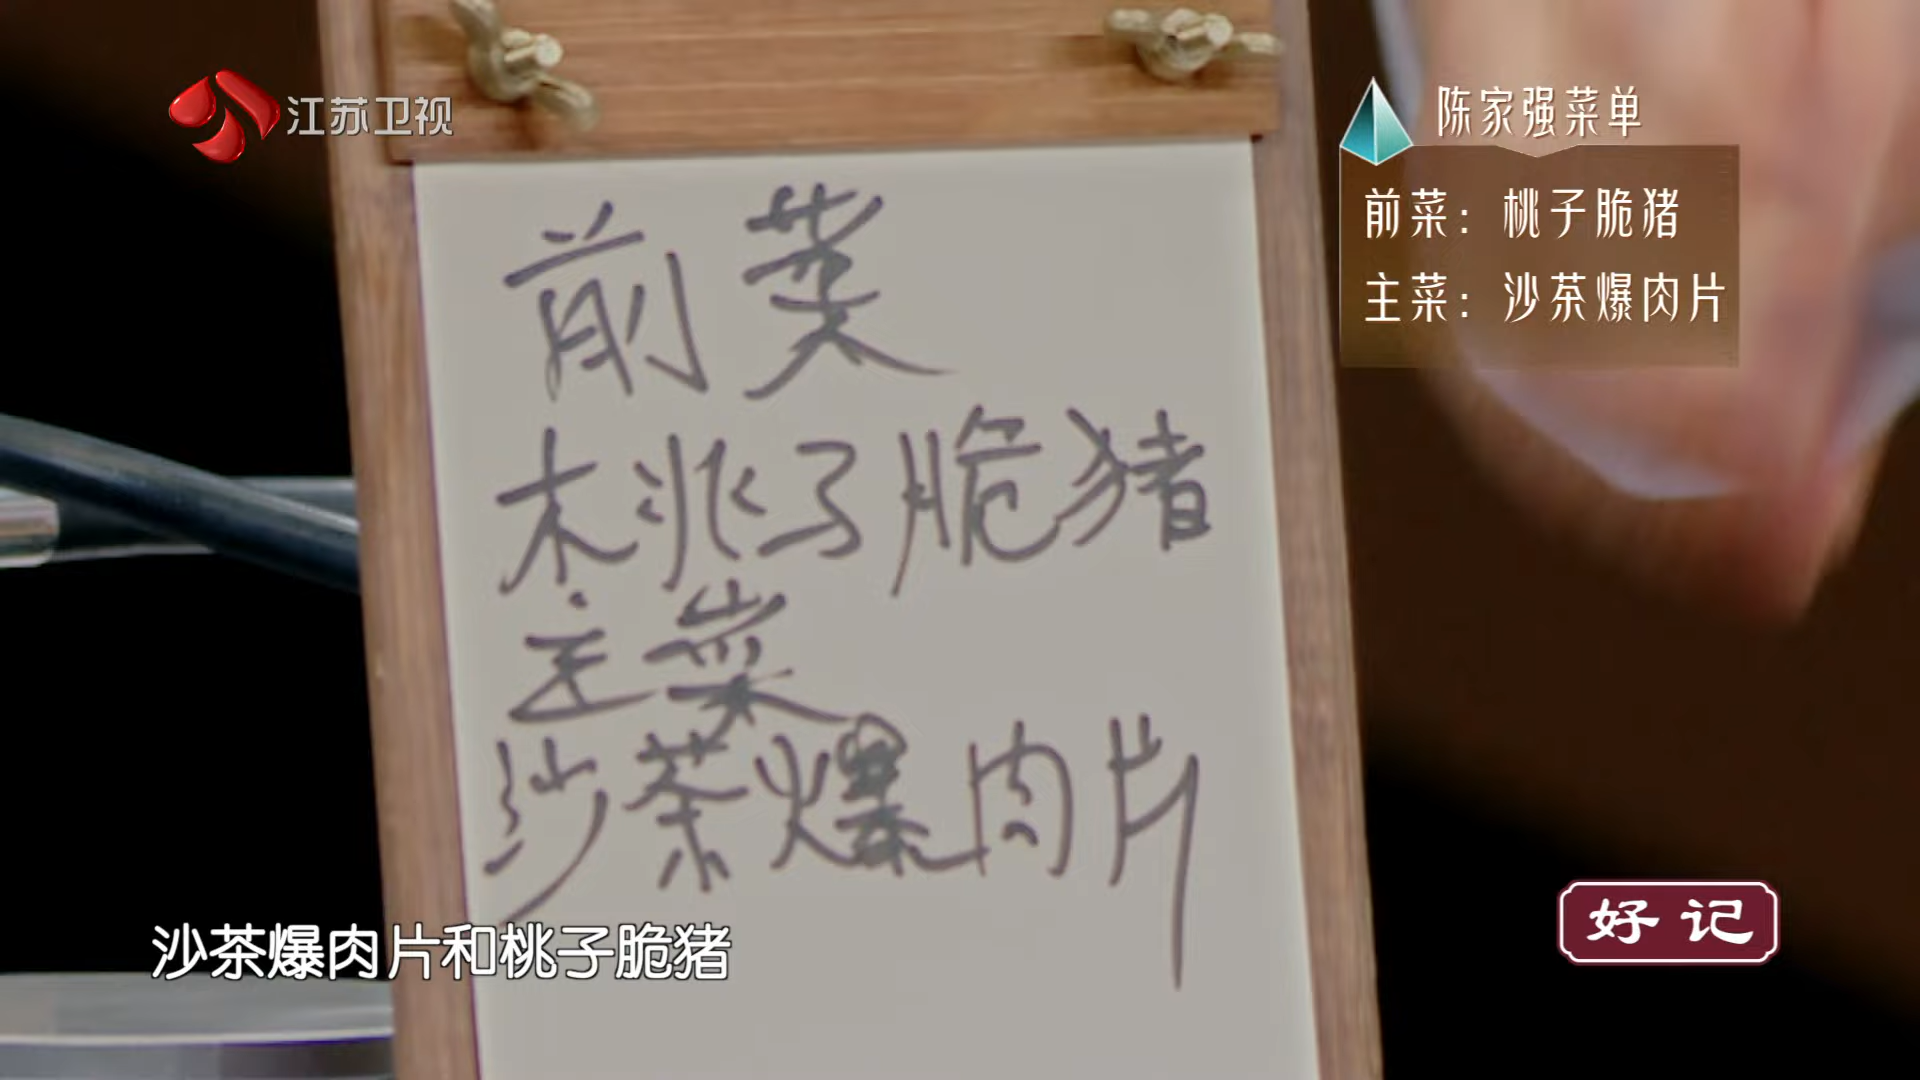 江苏卫视
陈家强菜单
前菜：桃子脆猪
主菜：沙茶爆肉片
前菜
桃子脆猪
主菜
沙茶爆肉片
沙茶爆肉片和桃子脆猪
好记